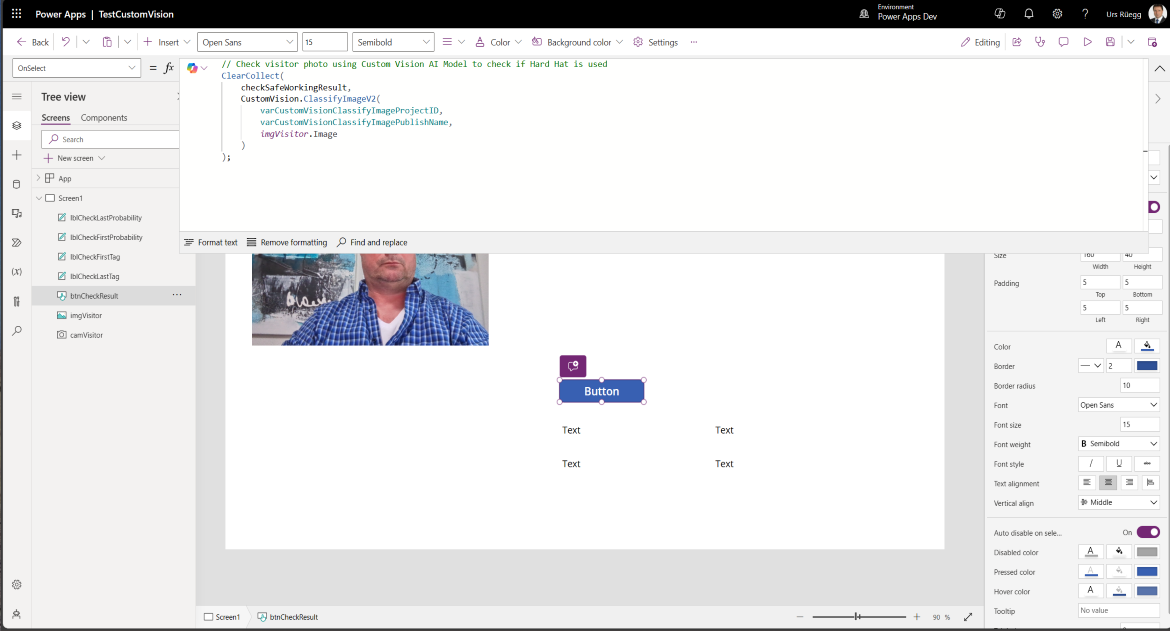 Power Apps | TestCustomVision
Environment
Power Apps Dev
Urs Rüegg
Back
Insert
Open Sans
15
Semibold
Color
Background color
Settings
Editing
OnSelect
= fx
// Check visitor photo using Custom Vision AI Model to check if Hard Hat is used
ClearCollect(
checkSafeWorkingResult,
CustomVision.ClassifyImageV2(
varCustomVisionClassifyImageProjectID,
varCustomVisionClassifyImagePublishName,
imgVisitor.Image
)
);
Format text
Remove formatting
Find and replace
Tree view
Screens
Components
Search
New screen
App
Screen1
lblCheckLastProbability
lblCheckFirstProbability
lblCheckFirstTag
lblCheckLastTag
btnCheckResult
imgVisitor
camVisitor
Button
Text
Text
Text
Text
Size
160
40
Width
Height
Padding
5
5
Top
Bottom
5
5
Left
Right
Color
Border
2
Border radius
10
Font
Open Sans
Font size
15
Font weight
B Semibold
Font style
Text alignment
Vertical align
Middle
Auto disable on sele...
On
Disabled color
Pressed color
Hover color
Tooltip
No value
Screen1
btnCheckResult
90 %